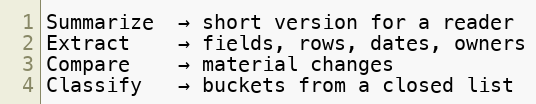 1 Summarize → short version for a reader
2 Extract → fields, rows, dates, owners
3 Compare → material changes
4 Classify → buckets from a closed list